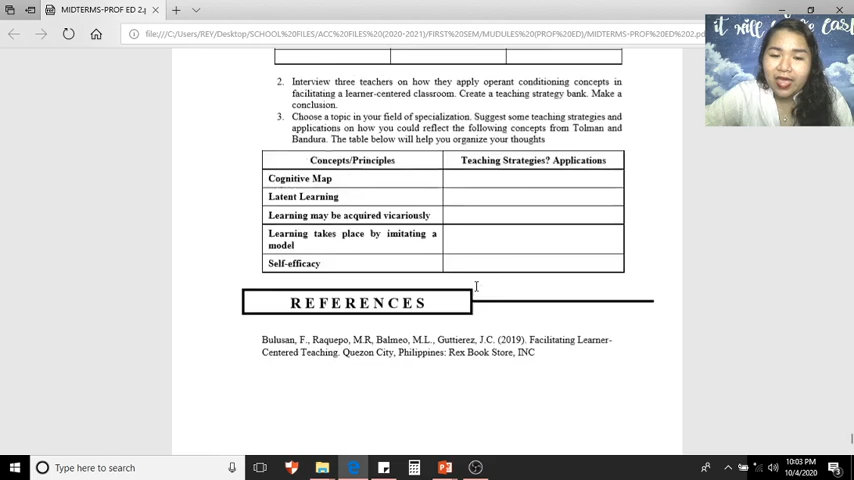 MIDTERMS-PROF ED 2.p
file:///C:/Users/REY/Desktop/SCHOOL%20FILES/ACC%20FILES%20(2020-2021)/FIRST%20SEM/MUDULES%20(PROF%20ED)/MIDTERMS-PROF%20ED%202.pd
it will
2. Interview three teachers on how they apply operant conditioning concepts in
facilitating a learner-centered classroom. Create a teaching strategy bank. Make a
conclusion.
3. Choose a topic in your field of specialization. Suggest some teaching strategies and
applications on how you could reflect the following concepts from Tolman and
Bandura. The table below will help you organize your thoughts
Concepts/Principles Teaching Strategies? Applications
Cognitive Map
Latent Learning
Learning may be acquired vicariously
Learning takes place by imitating a
model
Self-efficacy
REFERENCES
Bulusan, F., Raquepo, M.R, Balmeo, M.L., Guttierez, J.C. (2019). Facilitating Learner-
Centered Teaching. Quezon City, Philippines: Rex Book Store, INC
Type here to search
10:03 PM
10/4/2020
3